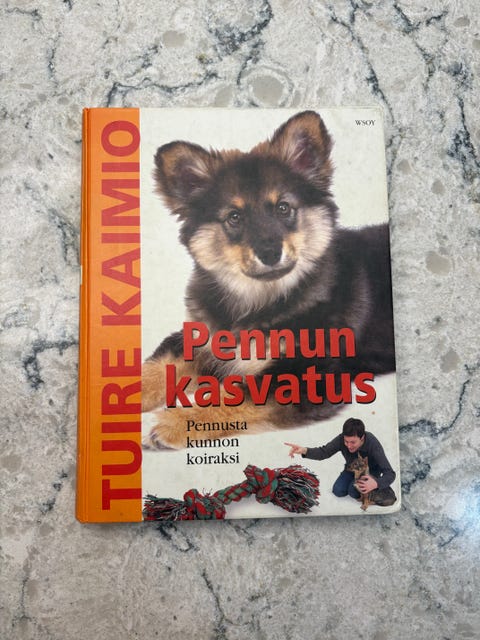 WSOY
TUIRE KAIMIO
Pennun
kasvatus
Pennusta
kunnon
koiraksi